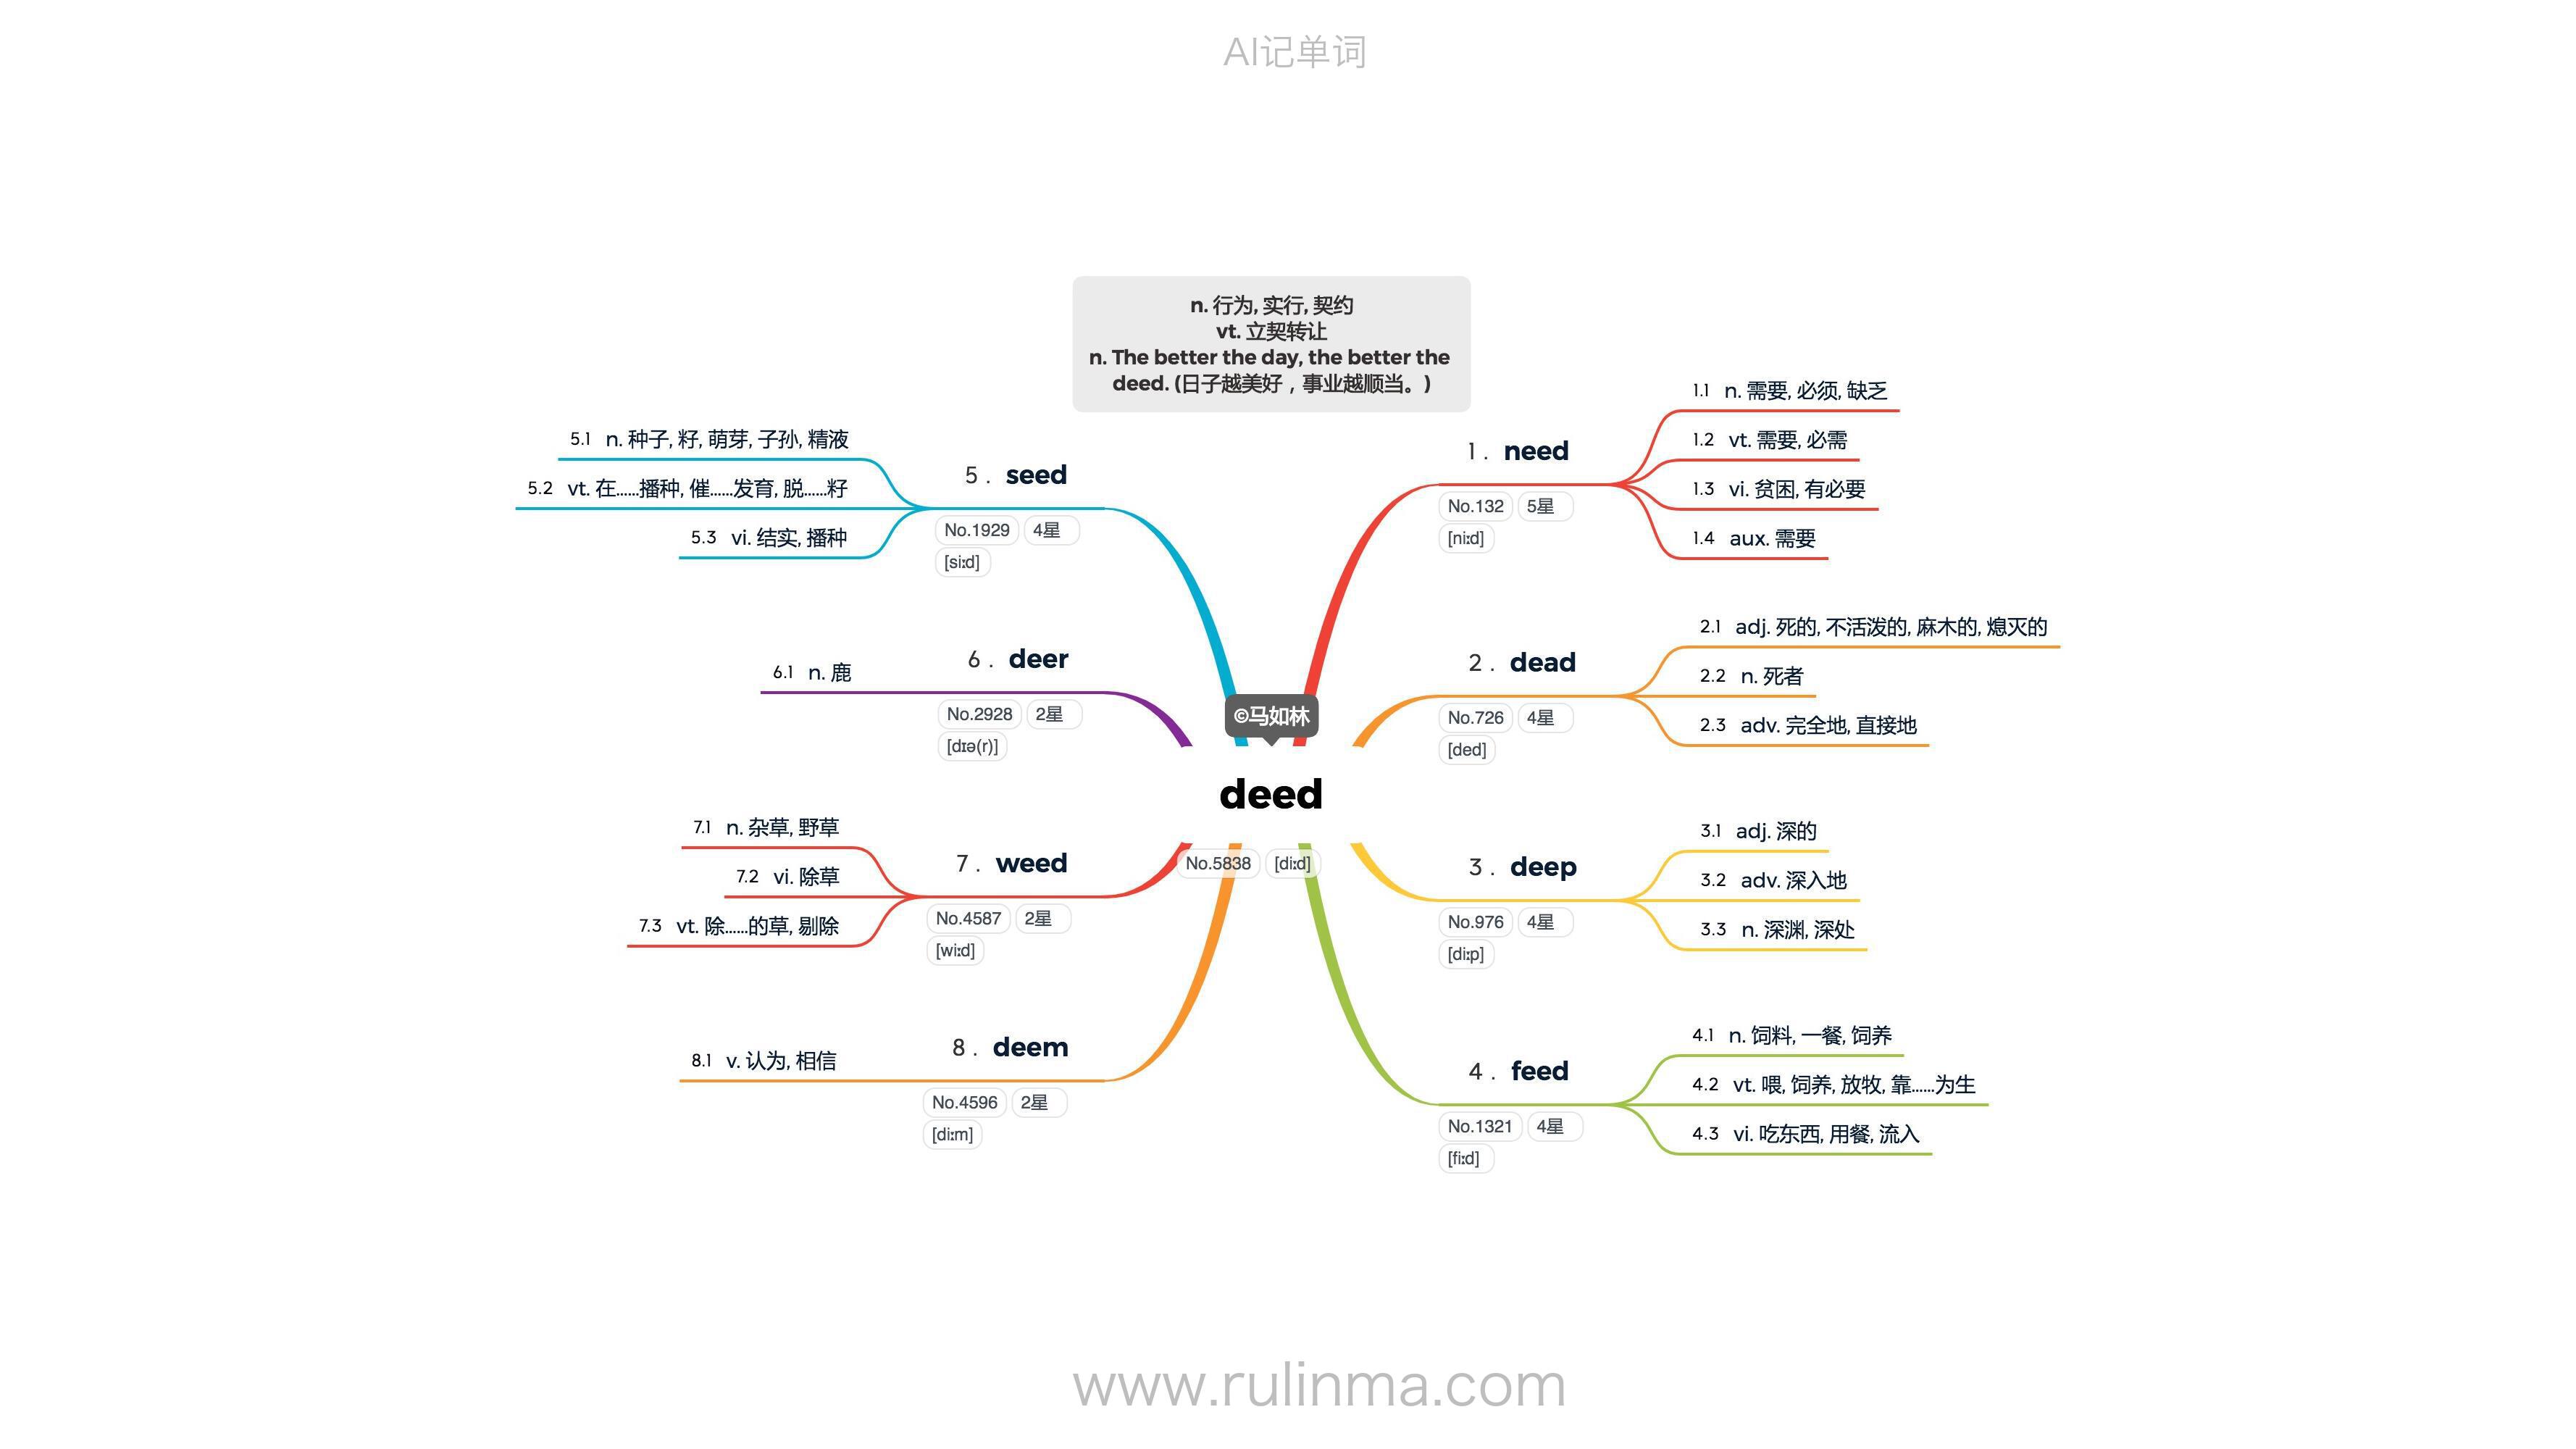 AI记单词
n. 行为, 实行, 契约
vt. 立契转让
n. The better the day, the better the
deed. (日子越美好，事业越顺当。)
©马如林
deed
No.5838 [diːd]
1. need
No.132 5星
[niːd]
1.1 n. 需要, 必须, 缺乏
1.2 vt. 需要, 必需
1.3 vi. 贫困, 有必要
1.4 aux. 需要
2. dead
No.726 4星
[ded]
2.1 adj. 死的, 不活泼的, 麻木的, 熄灭的
2.2 n. 死者
2.3 adv. 完全地, 直接地
3. deep
No.976 4星
[diːp]
3.1 adj. 深的
3.2 adv. 深入地
3.3 n. 深渊, 深处
4. feed
No.1321 4星
[fiːd]
4.1 n. 饲料, 一餐, 饲养
4.2 vt. 喂, 饲养, 放牧, 靠……为生
4.3 vi. 吃东西, 用餐, 流入
5. seed
No.1929 4星
[siːd]
5.1 n. 种子, 籽, 萌芽, 子孙, 精液
5.2 vt. 在……播种, 催……发育, 脱……籽
5.3 vi. 结实, 播种
6. deer
No.2928 2星
[dɪə(r)]
6.1 n. 鹿
7. weed
No.4587 2星
[wiːd]
7.1 n. 杂草, 野草
7.2 vi. 除草
7.3 vt. 除……的草, 剔除
8. deem
No.4596 2星
[diːm]
8.1 v. 认为, 相信
www.rulinma.com